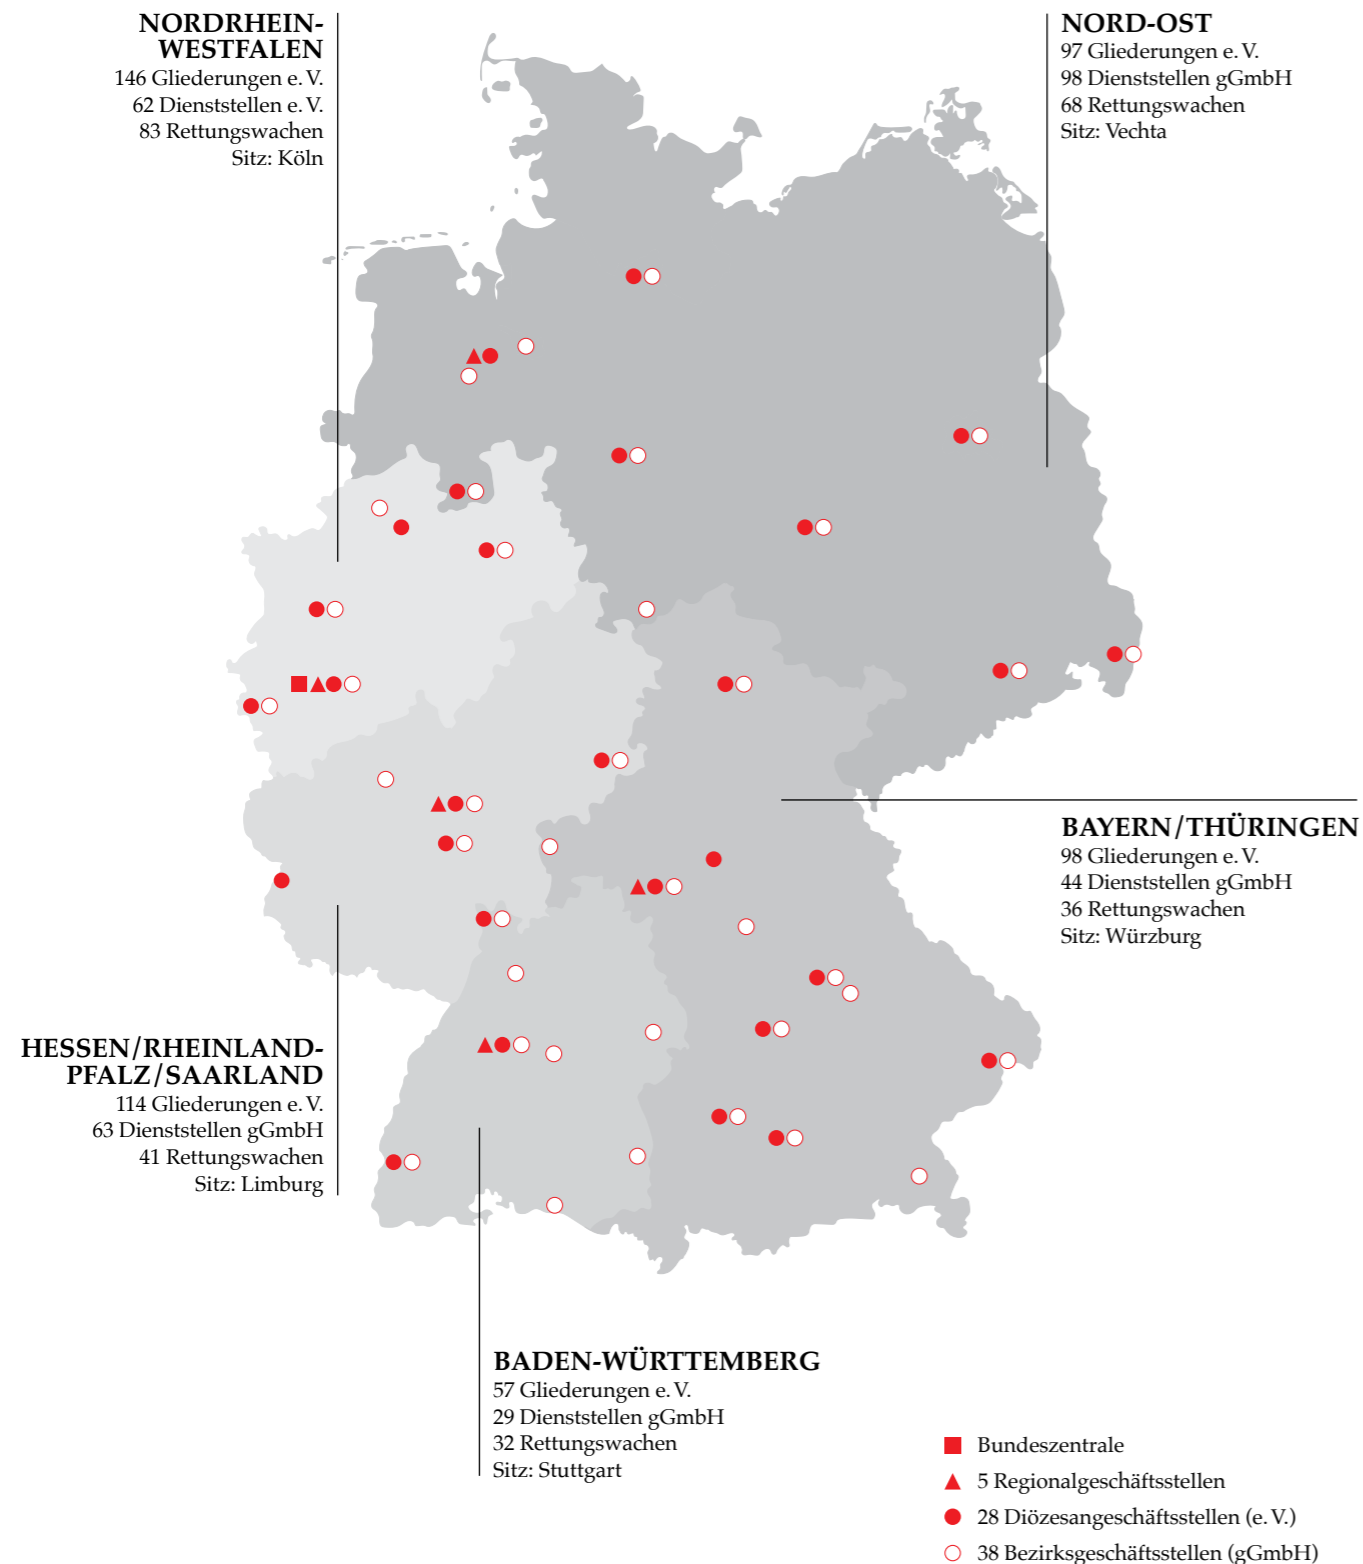 NORDRHEIN-
WESTFALEN
146 Gliederungen e. V.
62 Dienststellen e. V.
83 Rettungswachen
Sitz: Köln
NORD-OST
97 Gliederungen e. V.
98 Dienststellen gGmbH
68 Rettungswachen
Sitz: Vechta
BAYERN/THÜRINGEN
98 Gliederungen e. V.
44 Dienststellen gGmbH
36 Rettungswachen
Sitz: Würzburg
HESSEN/RHEINLAND-
PFALZ/SAARLAND
114 Gliederungen e. V.
63 Dienststellen gGmbH
41 Rettungswachen
Sitz: Limburg
BADEN-WÜRTTEMBERG
57 Gliederungen e. V.
29 Dienststellen gGmbH
32 Rettungswachen
Sitz: Stuttgart
Bundeszentrale
5 Regionalgeschäftsstellen
28 Diözesangeschäftsstellen (e. V.)
38 Bezirksgeschäftsstellen (gGmbH)